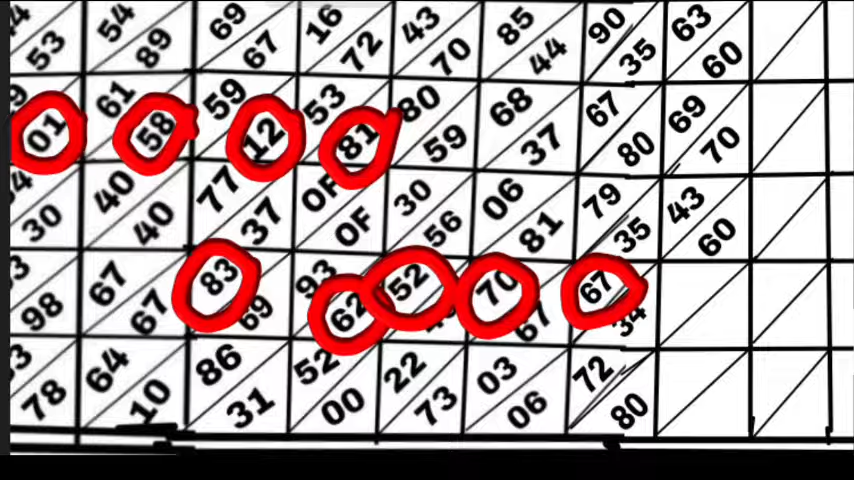 54 69 16 43 85 90 63
53 89 67 72 70 44 35 60
61 59 53 80 68 67 69
01 58 12 81 59 37 80 70
40 77 OF 30 06 79 43
30 40 37 OF 56 81 35 60
67 83 93 52 70 67
98 67 69 62 67 34
64 86 52 22 03 72
78 10 31 00 73 06 80